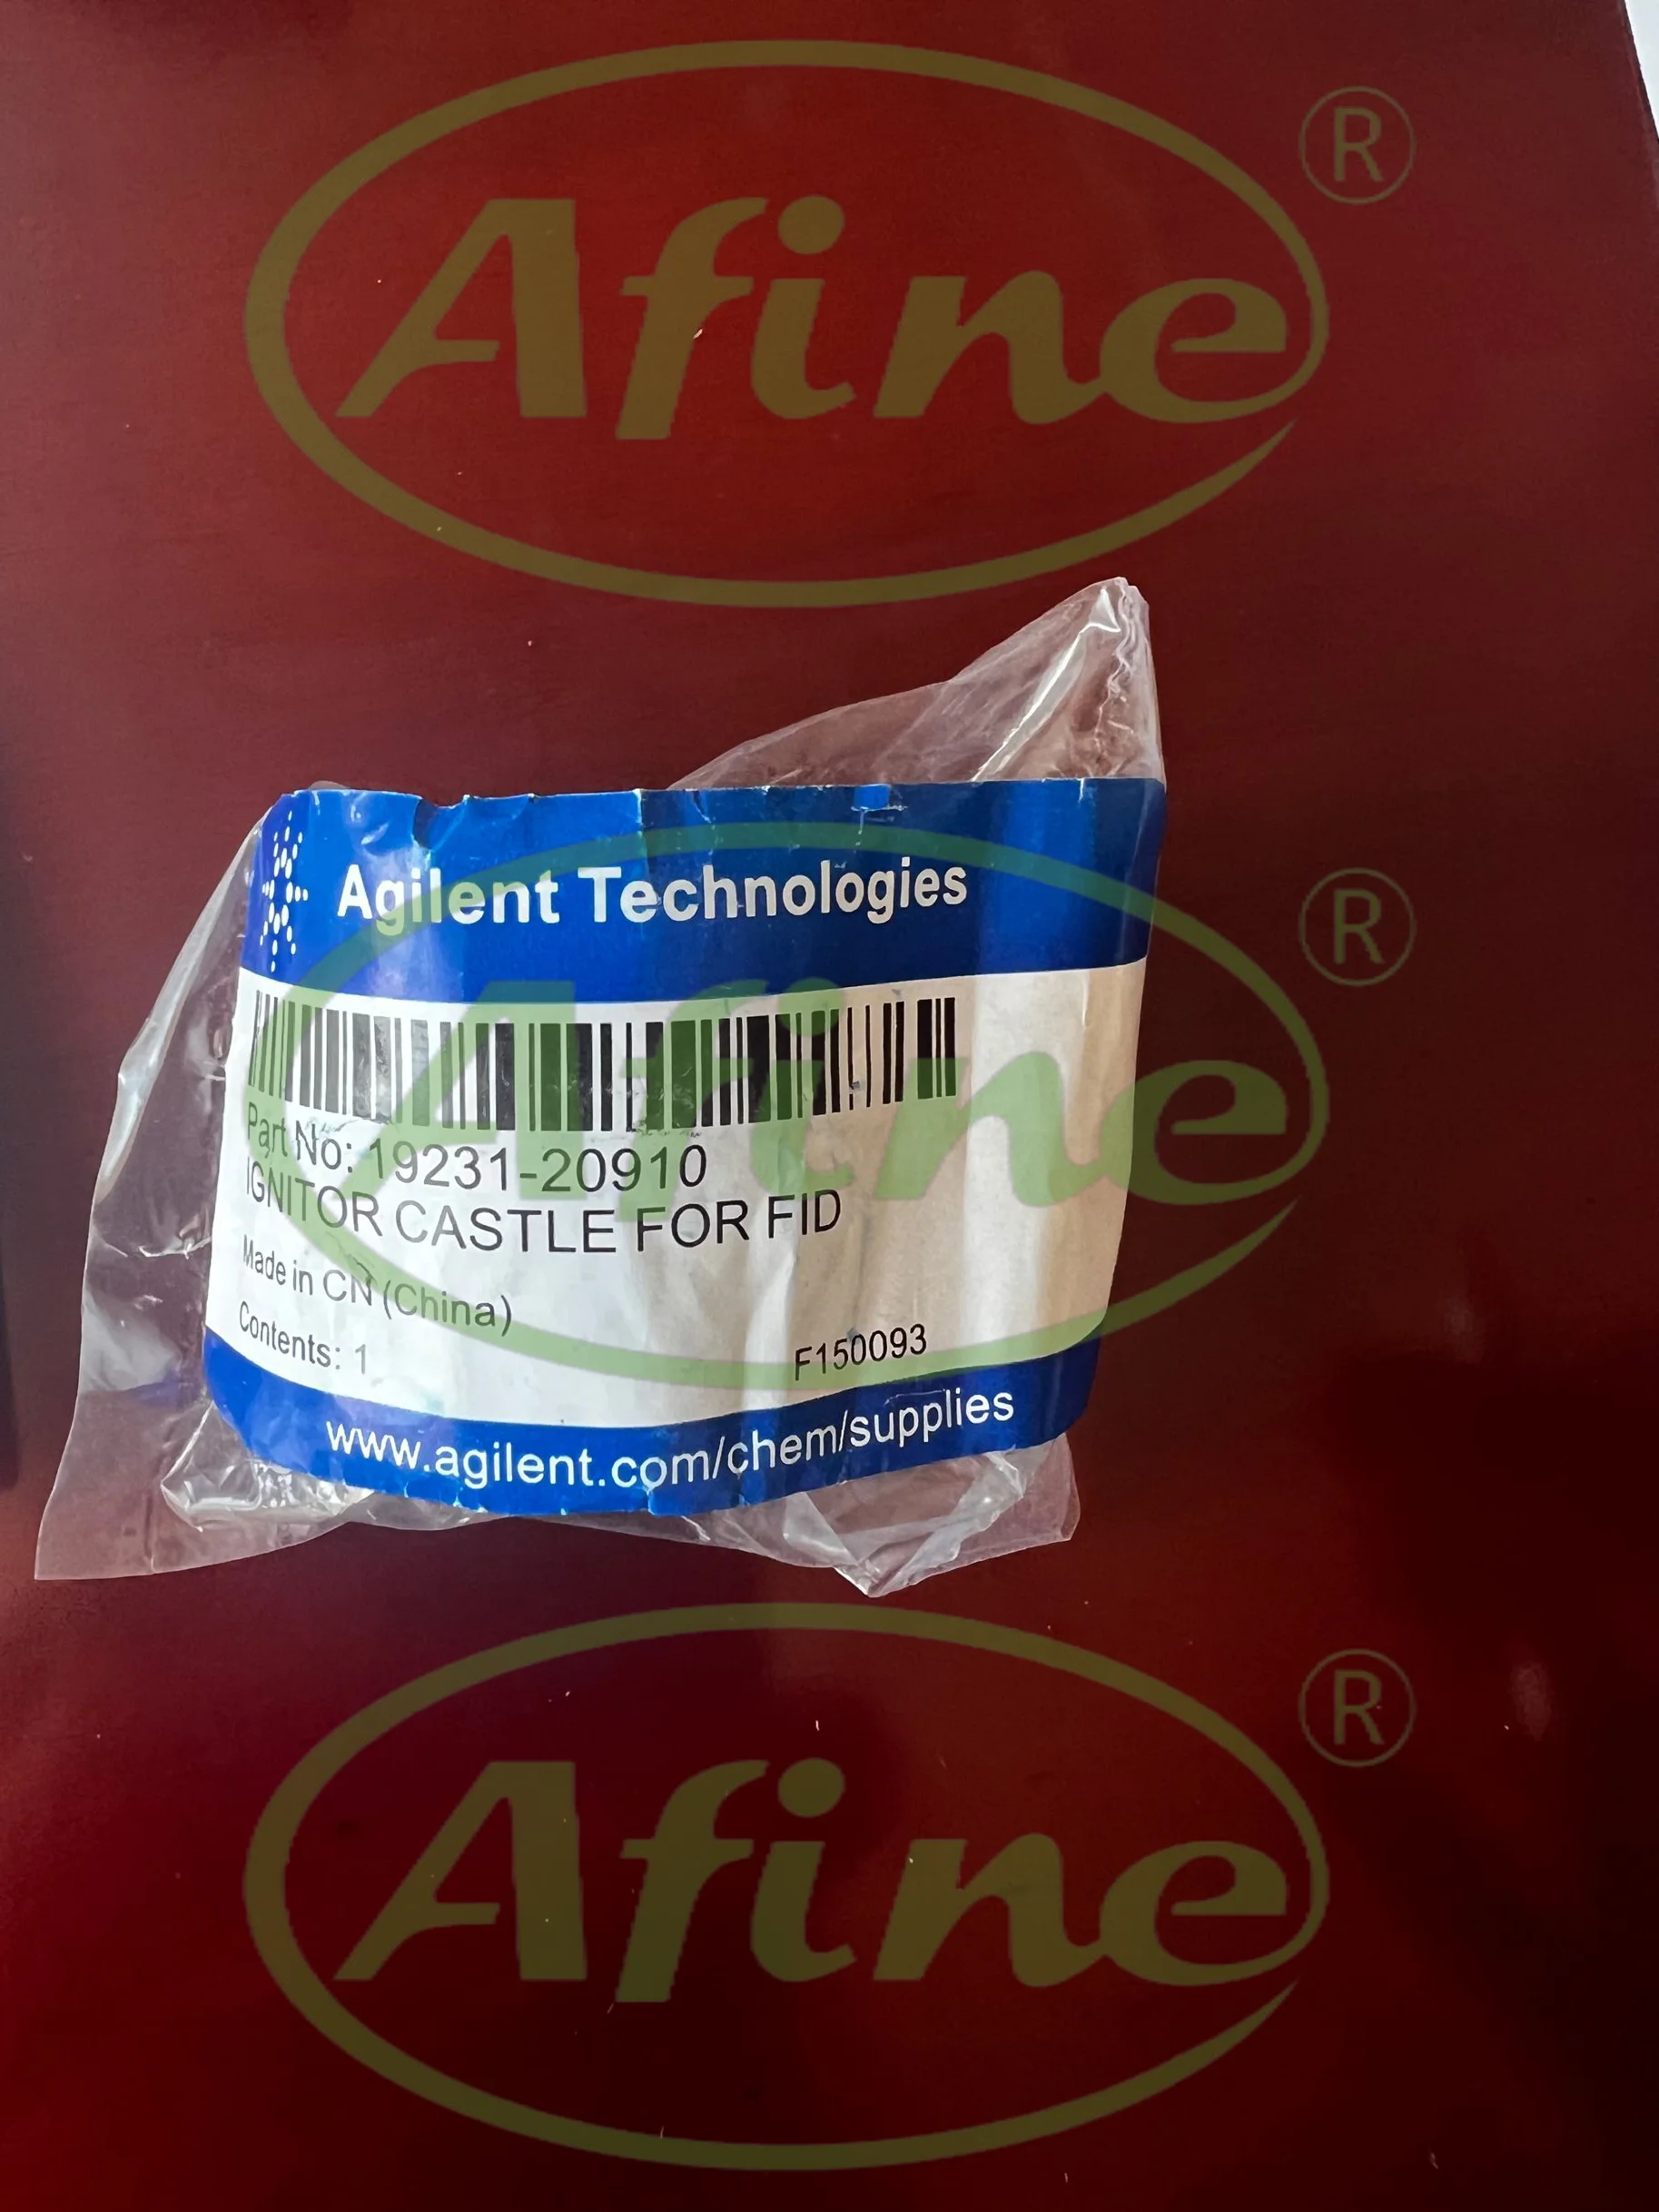 Afine ®
Agilent Technologies
Afine ®
Part No: 19231-20910
IGNITOR CASTLE FOR FID
Made in CN (China)
Contents: 1
F150093
www.agilent.com/chem/supplies
Afine ®